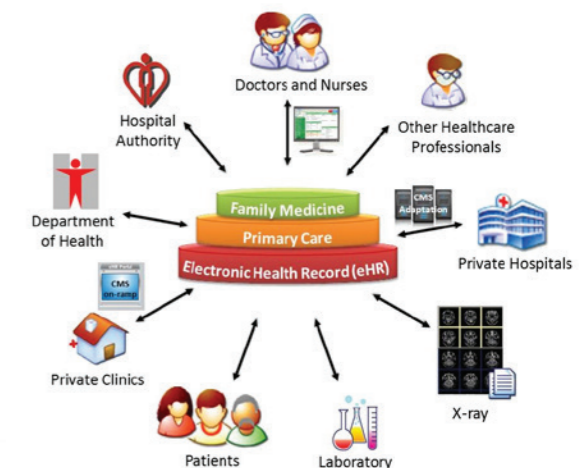 Doctors and Nurses
Hospital
Authority
Other Healthcare
Professionals
Family Medicine
Primary Care
Electronic Health Record (eHR)
Department
of Health
CMS
Adaptation
Private Hospitals
CMS
on-ramp
Private Clinics
X-ray
Patients
Laboratory